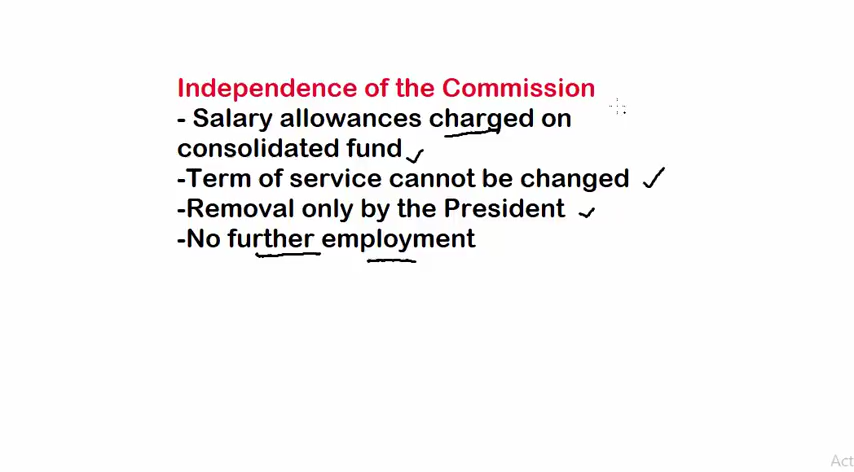 Independence of the Commission
- Salary allowances charged on
consolidated fund
-Term of service cannot be changed
-Removal only by the President
-No further employment
Act